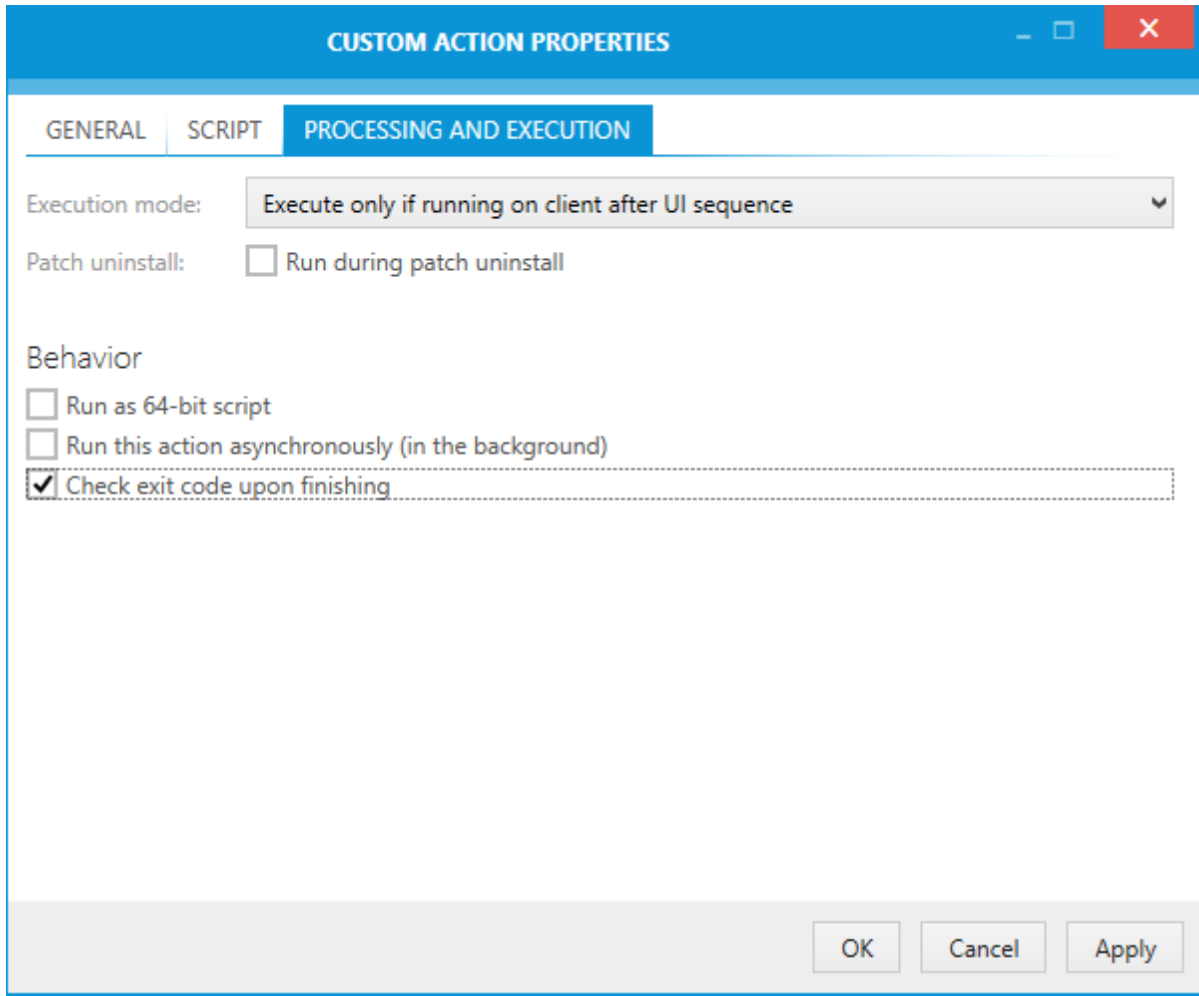 CUSTOM ACTION PROPERTIES
GENERAL SCRIPT PROCESSING AND EXECUTION
Execution mode: Execute only if running on client after UI sequence
Patch uninstall: Run during patch uninstall
Behavior
Run as 64-bit script
Run this action asynchronously (in the background)
Check exit code upon finishing
OK Cancel Apply